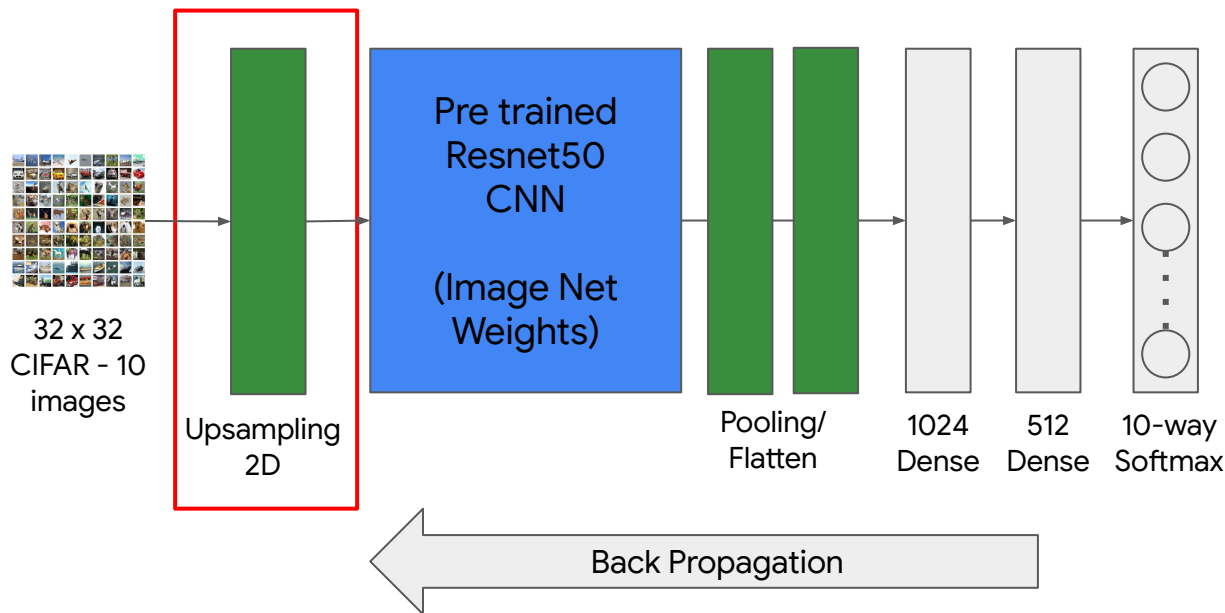 32 x 32
CIFAR - 10
images
Upsampling
2D
Pre trained
Resnet50
CNN
(Image Net
Weights)
Pooling/
Flatten
1024
Dense
512
Dense
10-way
Softmax
Back Propagation